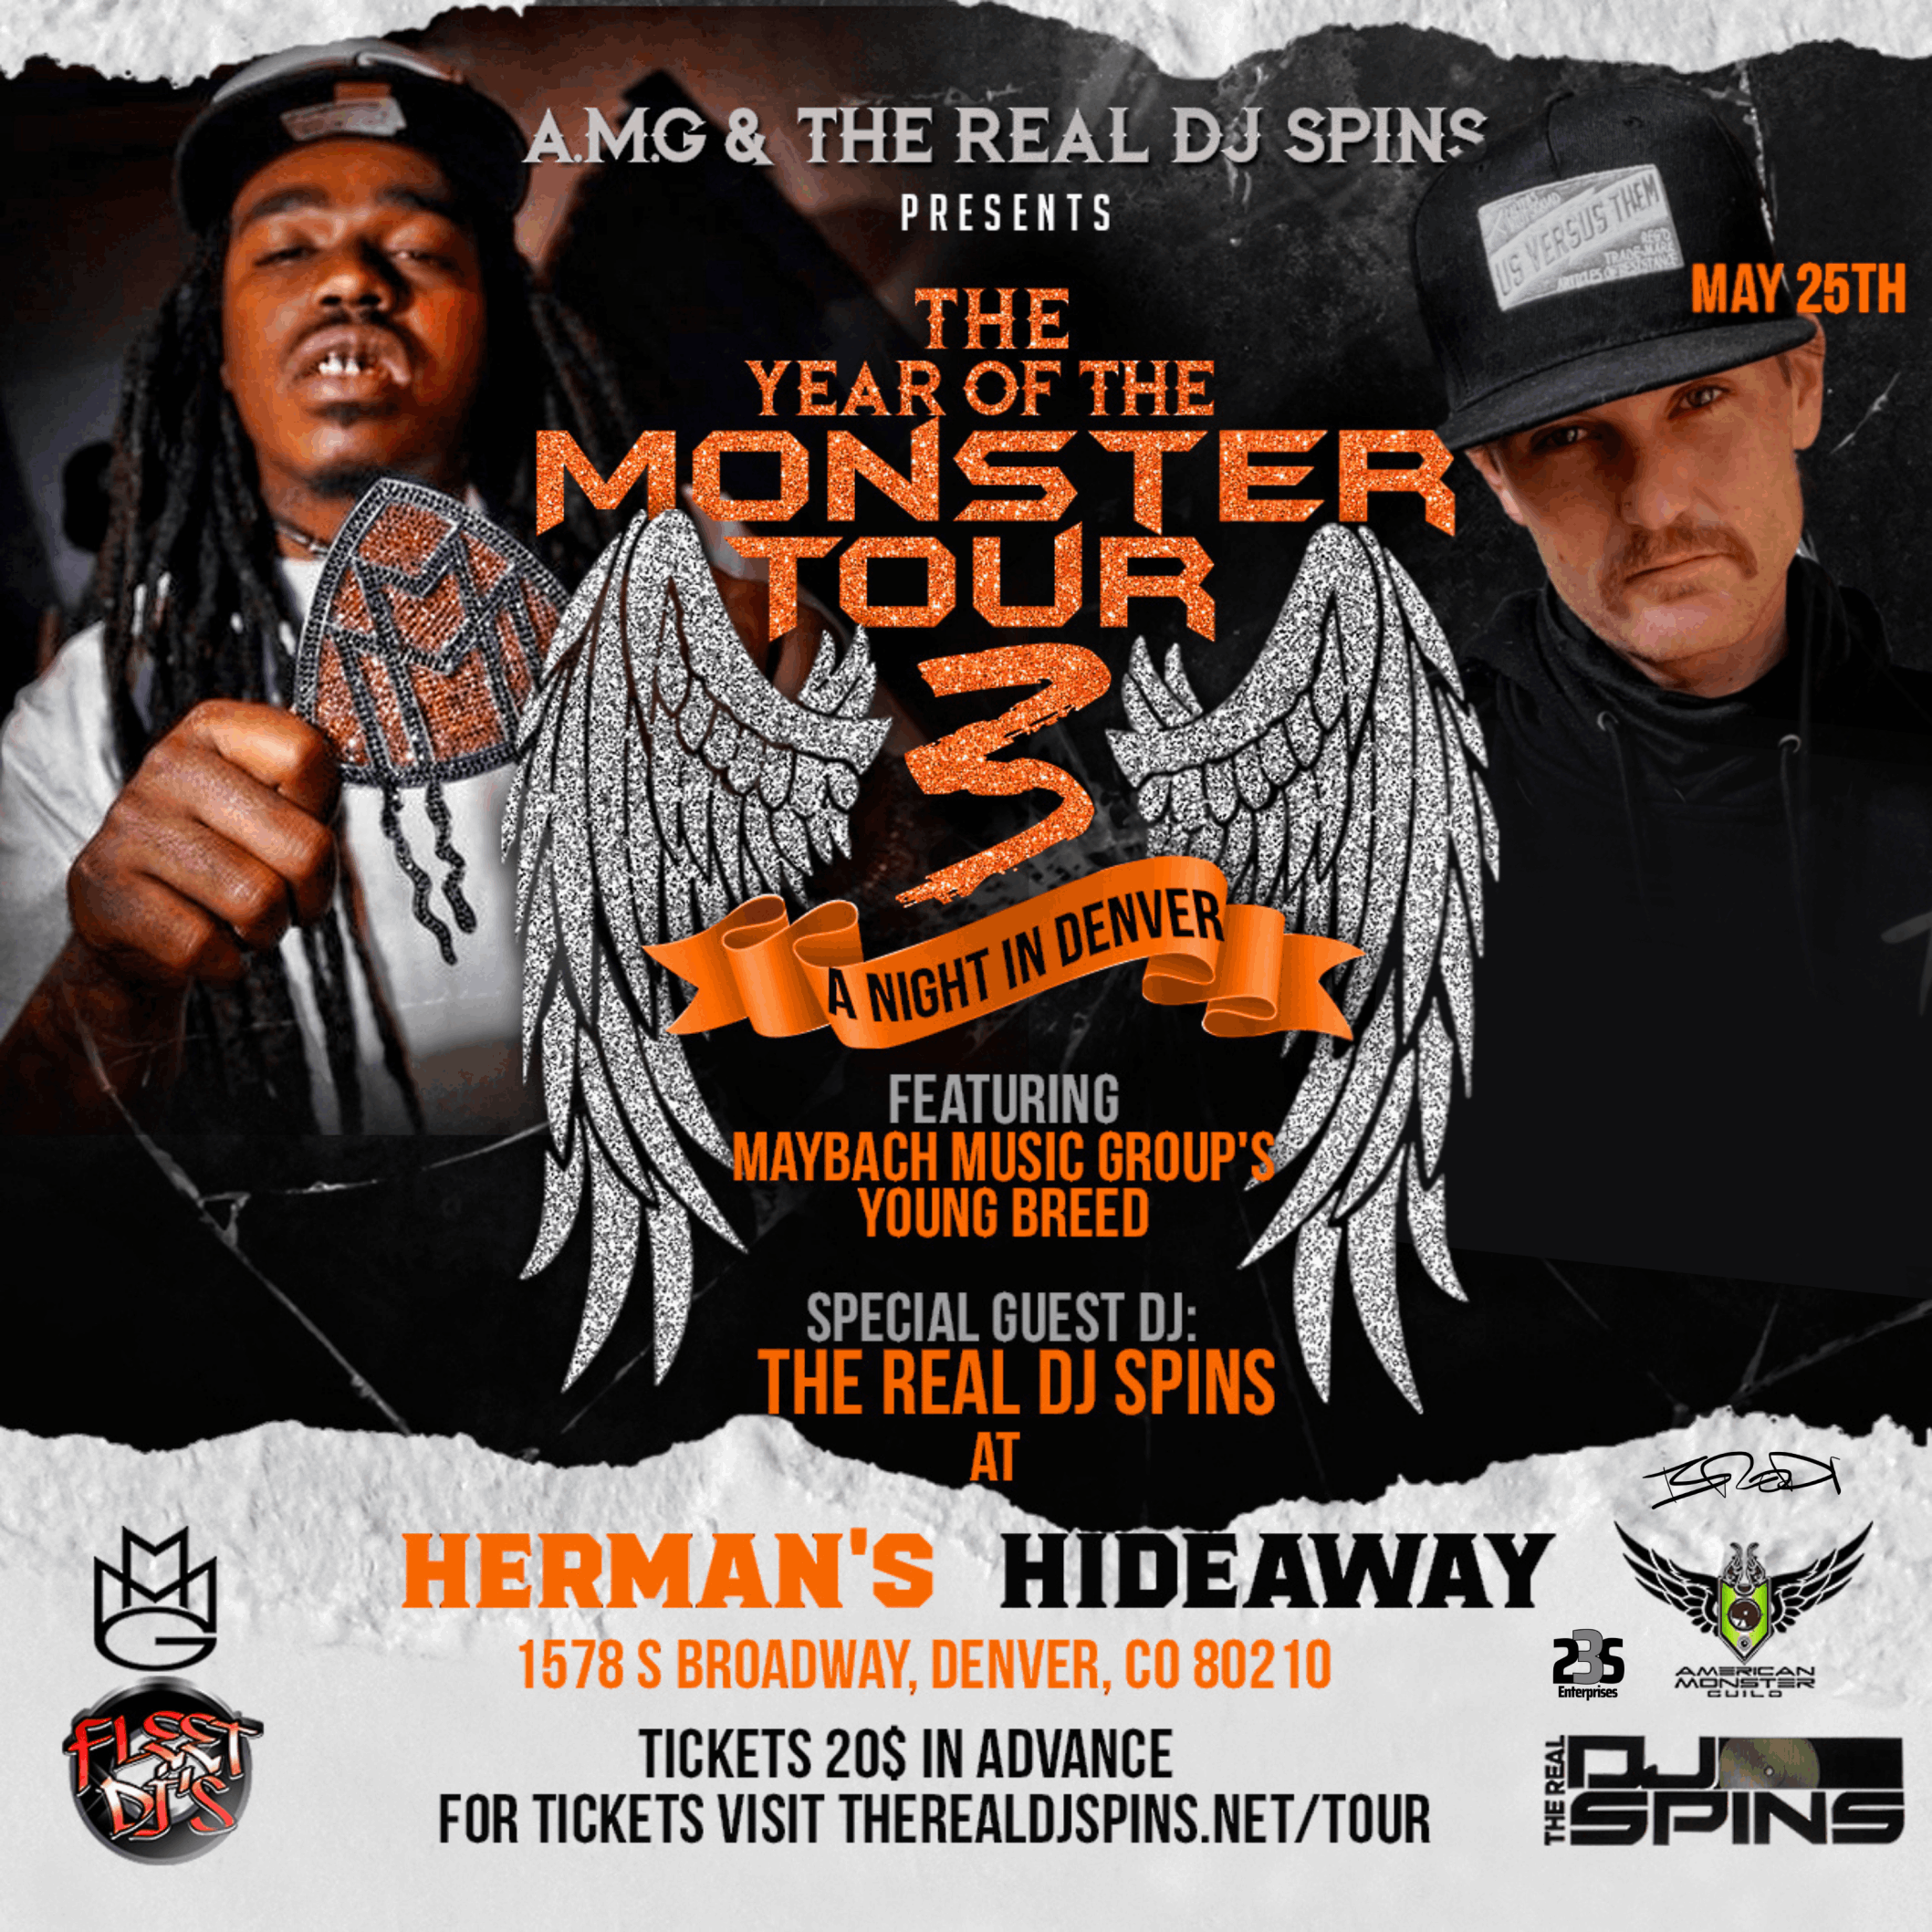 A.M.G & THE REAL DJ SPINS
PRESENTS
US VERSUS THEM
MAY 25TH
THE
YEAR OF THE
MONSTER
TOUR
3
A NIGHT IN DENVER
FEATURING
MAYBACH MUSIC GROUP'S
YOUNG BREED
SPECIAL GUEST DJ:
THE REAL DJ SPINS
AT
HERMAN'S HIDEAWAY
1578 S BROADWAY, DENVER, CO 80210
TICKETS 20$ IN ADVANCE
FOR TICKETS VISIT THEREALDJSPINS.NET/TOUR
MMG
FLEET
DJ'S
23S
Enterprises
AMERICAN
MONSTER
GUILD
THE REAL
DJ
SPINS